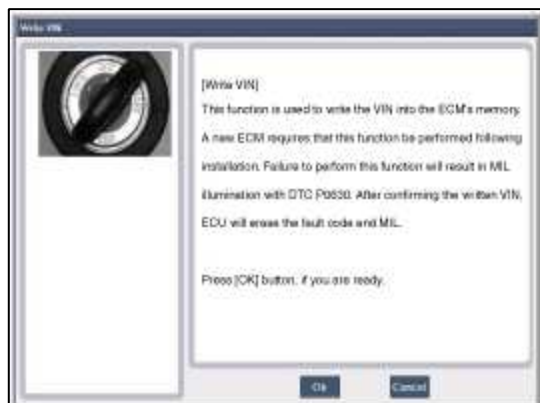 Write VIN
[Write VIN]
This function is used to write the VIN into the ECM's memory.
A new ECM requires that this function be performed following
installation. Failure to perform this function will result in MIL
illumination with DTC P0630. After confirming the written VIN,
ECU will erase the fault code and MIL.
Press [OK] button, if you are ready.
Ok
Cancel